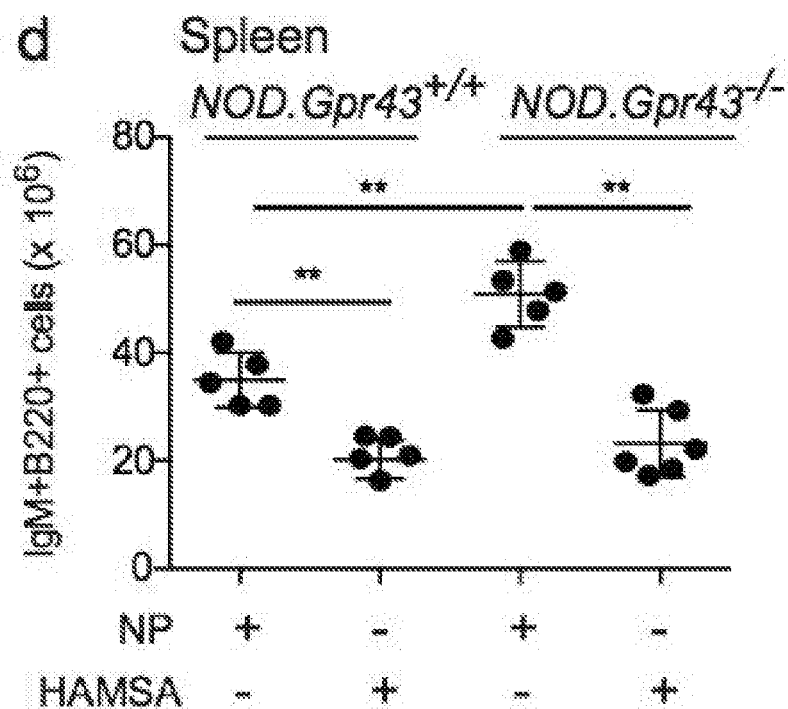 d Spleen
NOD.Gpr43+/+ NOD.Gpr43-/-
IgM+B220+ cells (x 10⁶)
80
60
40
20
0
** **
**
NP + - + -
HAMSA - + - +